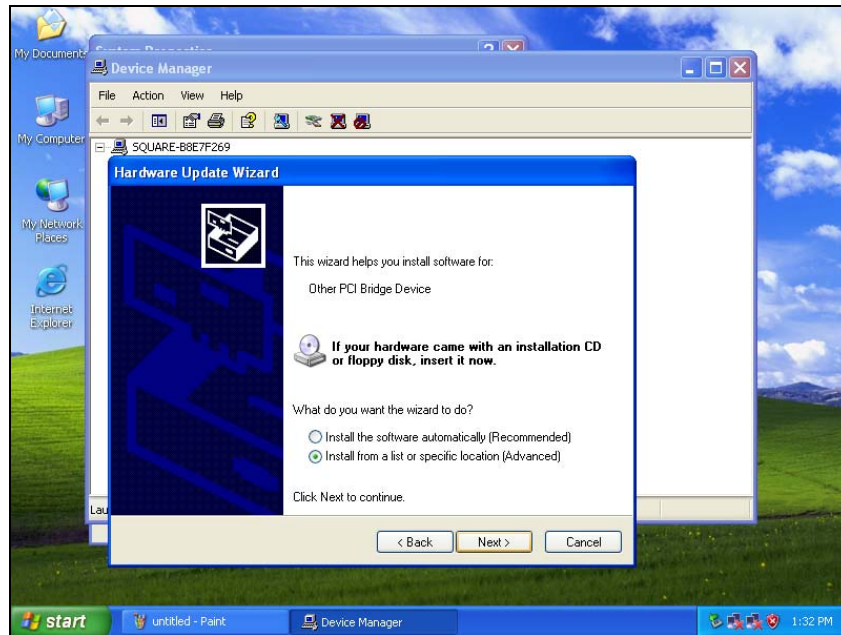 My Documents
System Properties
Device Manager
File Action View Help
My Computer
SQUARE-B8E7F269
Hardware Update Wizard
My Network
Places
This wizard helps you install software for:
Other PCI Bridge Device
Internet
Explorer
If your hardware came with an installation CD
or floppy disk, insert it now.
What do you want the wizard to do?
Install the software automatically (Recommended)
Install from a list or specific location (Advanced)
Click Next to continue.
Lau
< Back Next > Cancel
start untitled - Paint Device Manager 1:32 PM